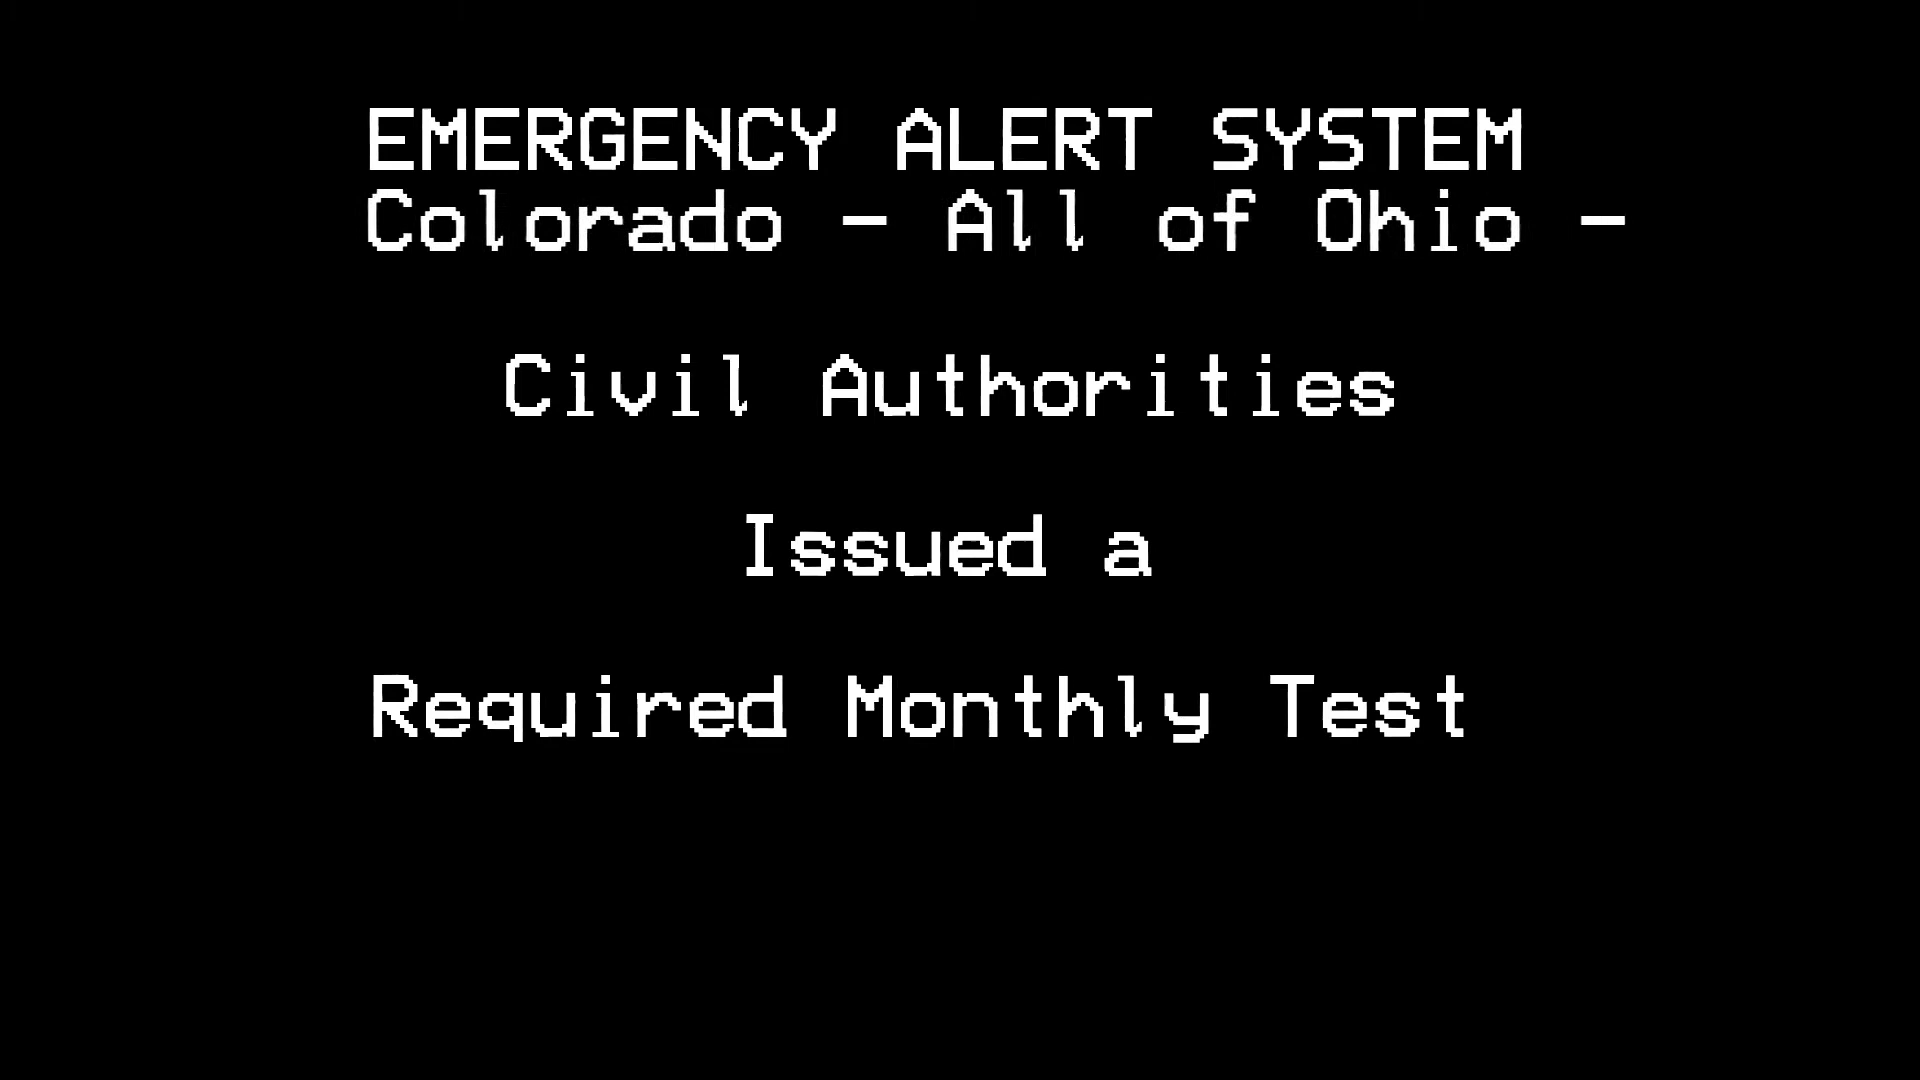 EMERGENCY ALERT SYSTEM
Colorado - All of Ohio -
Civil Authorities
Issued a
Required Monthly Test